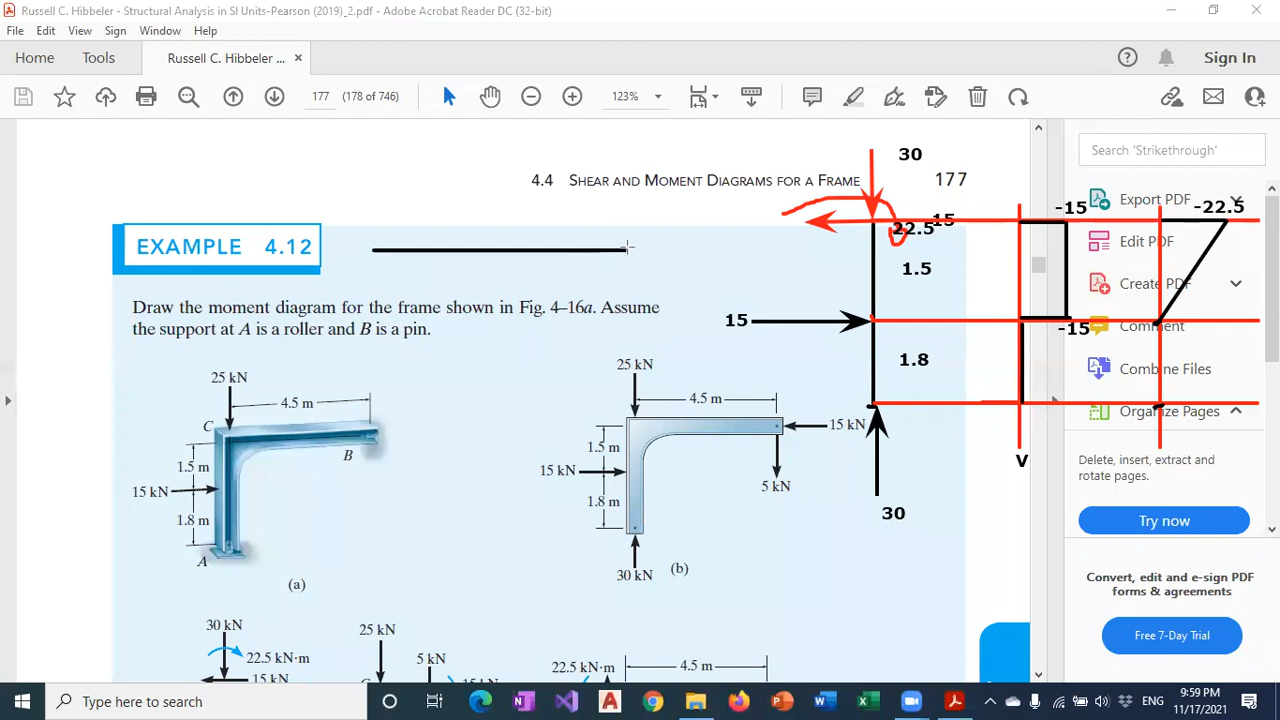 Russell C. Hibbeler - Structural Analysis in SI Units-Pearson (2019)_2.pdf - Adobe Acrobat Reader DC (32-bit)
File Edit View Sign Window Help
Home Tools Russell C. Hibbeler ... × Sign In
177 (178 of 746) 123%
30
4.4 SHEAR AND MOMENT DIAGRAMS FOR A FRAME 177
Search 'Strikethrough'
Export PDF
-15 -22.5
15
22.5
EXAMPLE 4.12
Edit PDF
1.5
Create PDF
Draw the moment diagram for the frame shown in Fig. 4–16a. Assume
the support at A is a roller and B is a pin.
15
-15
Comment
1.8
Combine Files
Organize Pages
25 kN
4.5 m
C
B
1.5 m
15 kN
1.8 m
A
(a)
25 kN
4.5 m
15 kN
1.5 m
15 kN
5 kN
1.8 m
30 kN
(b)
30
V
Delete, insert, extract and
rotate pages.
Try now
Convert, edit and e-sign PDF
forms & agreements
Free 7-Day Trial
30 kN
22.5 kN·m
15 kN
25 kN
5 kN
15 kN
22.5 kN·m
4.5 m
Type here to search
ENG
9:59 PM
11/17/2021